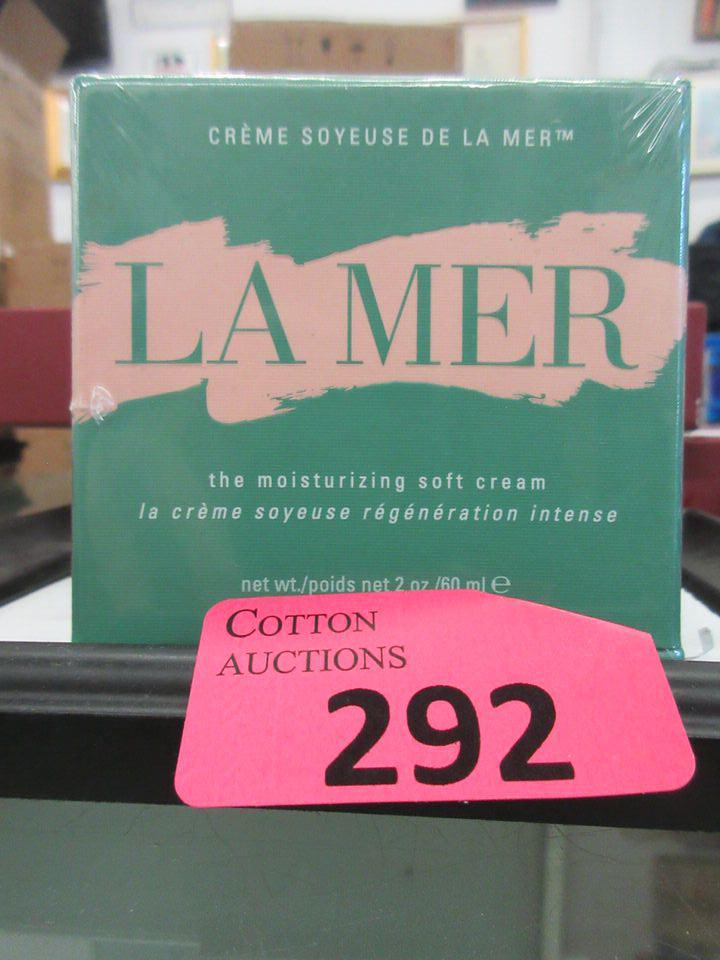 CRÈME SOYEUSE DE LA MER™
LA MER
the moisturizing soft cream
la crème soyeuse régénération intense
net wt./poids net 2 oz /60 ml ℮
COTTON
AUCTIONS
292